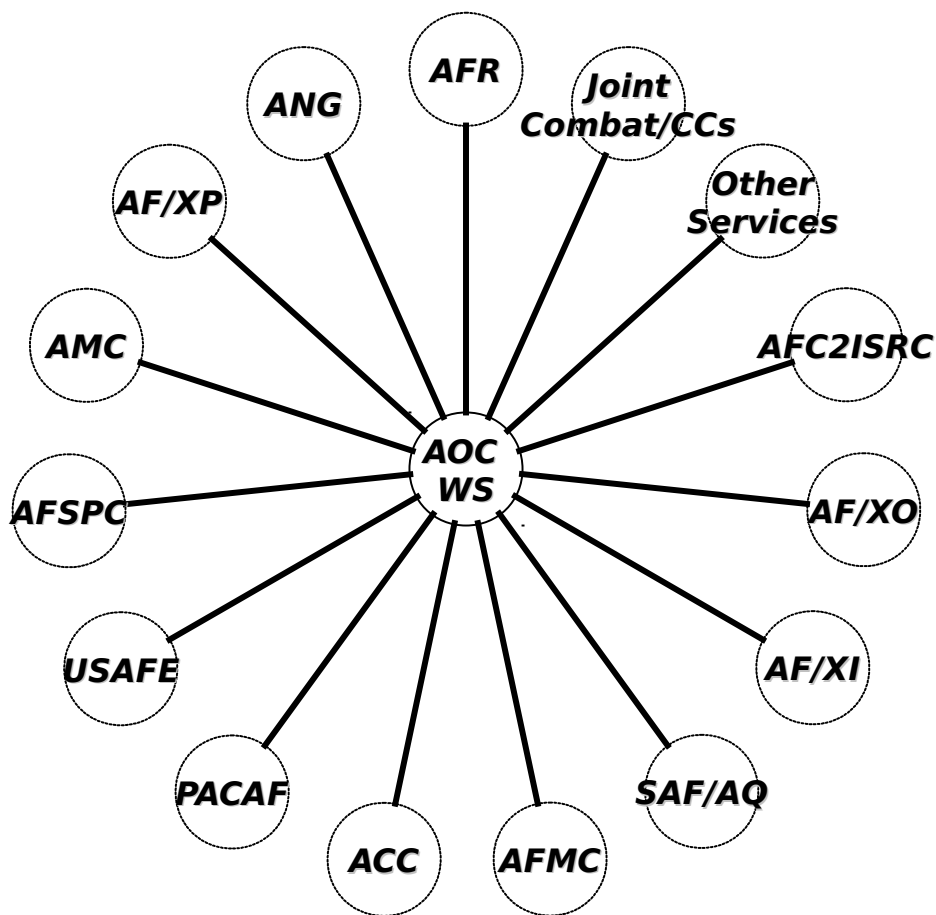 AFR
Joint
Combat/CCs
Other
Services
AFC2ISRC
AF/XO
AF/XI
SAF/AQ
AFMC
ACC
PACAF
USAFE
AFSPC
AMC
AF/XP
ANG
AOC
WS